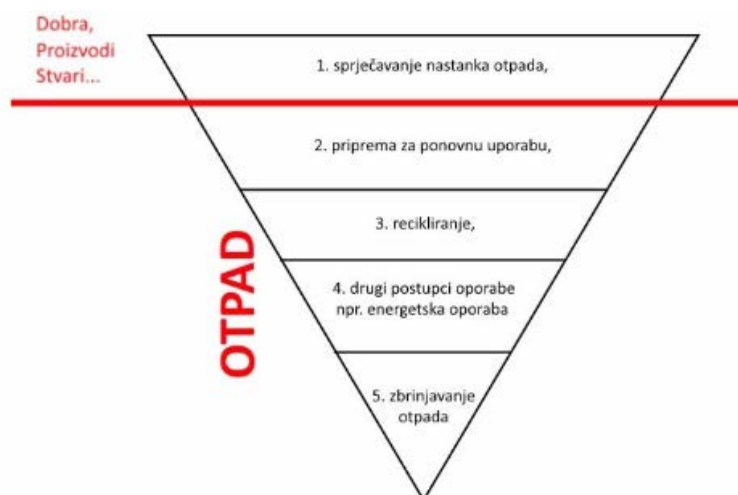 Dobra,
Proizvodi
Stvari...
1. sprječavanje nastanka otpada,
2. priprema za ponovnu uporabu,
3. recikliranje,
OTPAD
4. drugi postupci oporabe
npr. energetska oporaba
5. zbrinjavanje
otpada